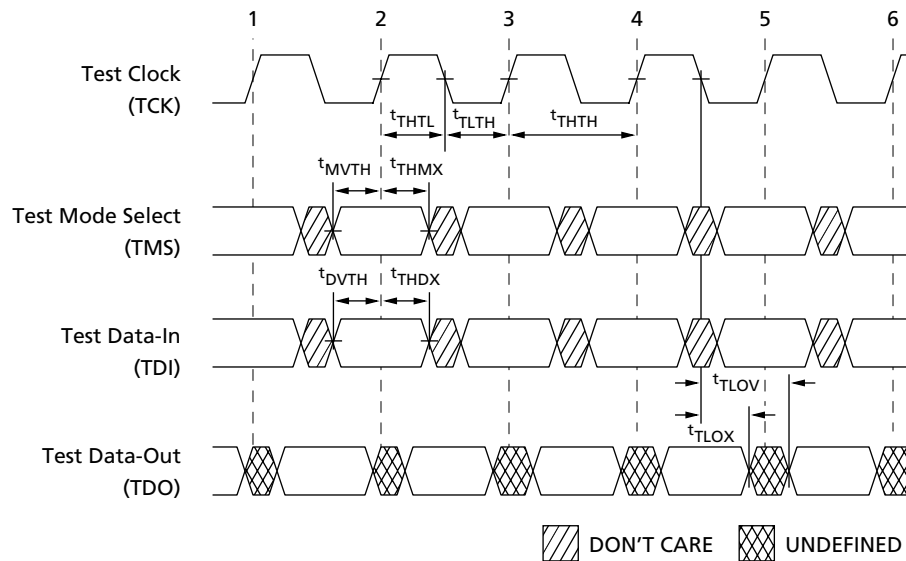 1 2 3 4 5 6
Test Clock
(TCK)
tTHTL tTLTH tTHTH
tMVTH tTHMX
Test Mode Select
(TMS)
tDVTH tTHDX
Test Data-In
(TDI)
tTLOV
tTLOX
Test Data-Out
(TDO)
DON'T CARE UNDEFINED